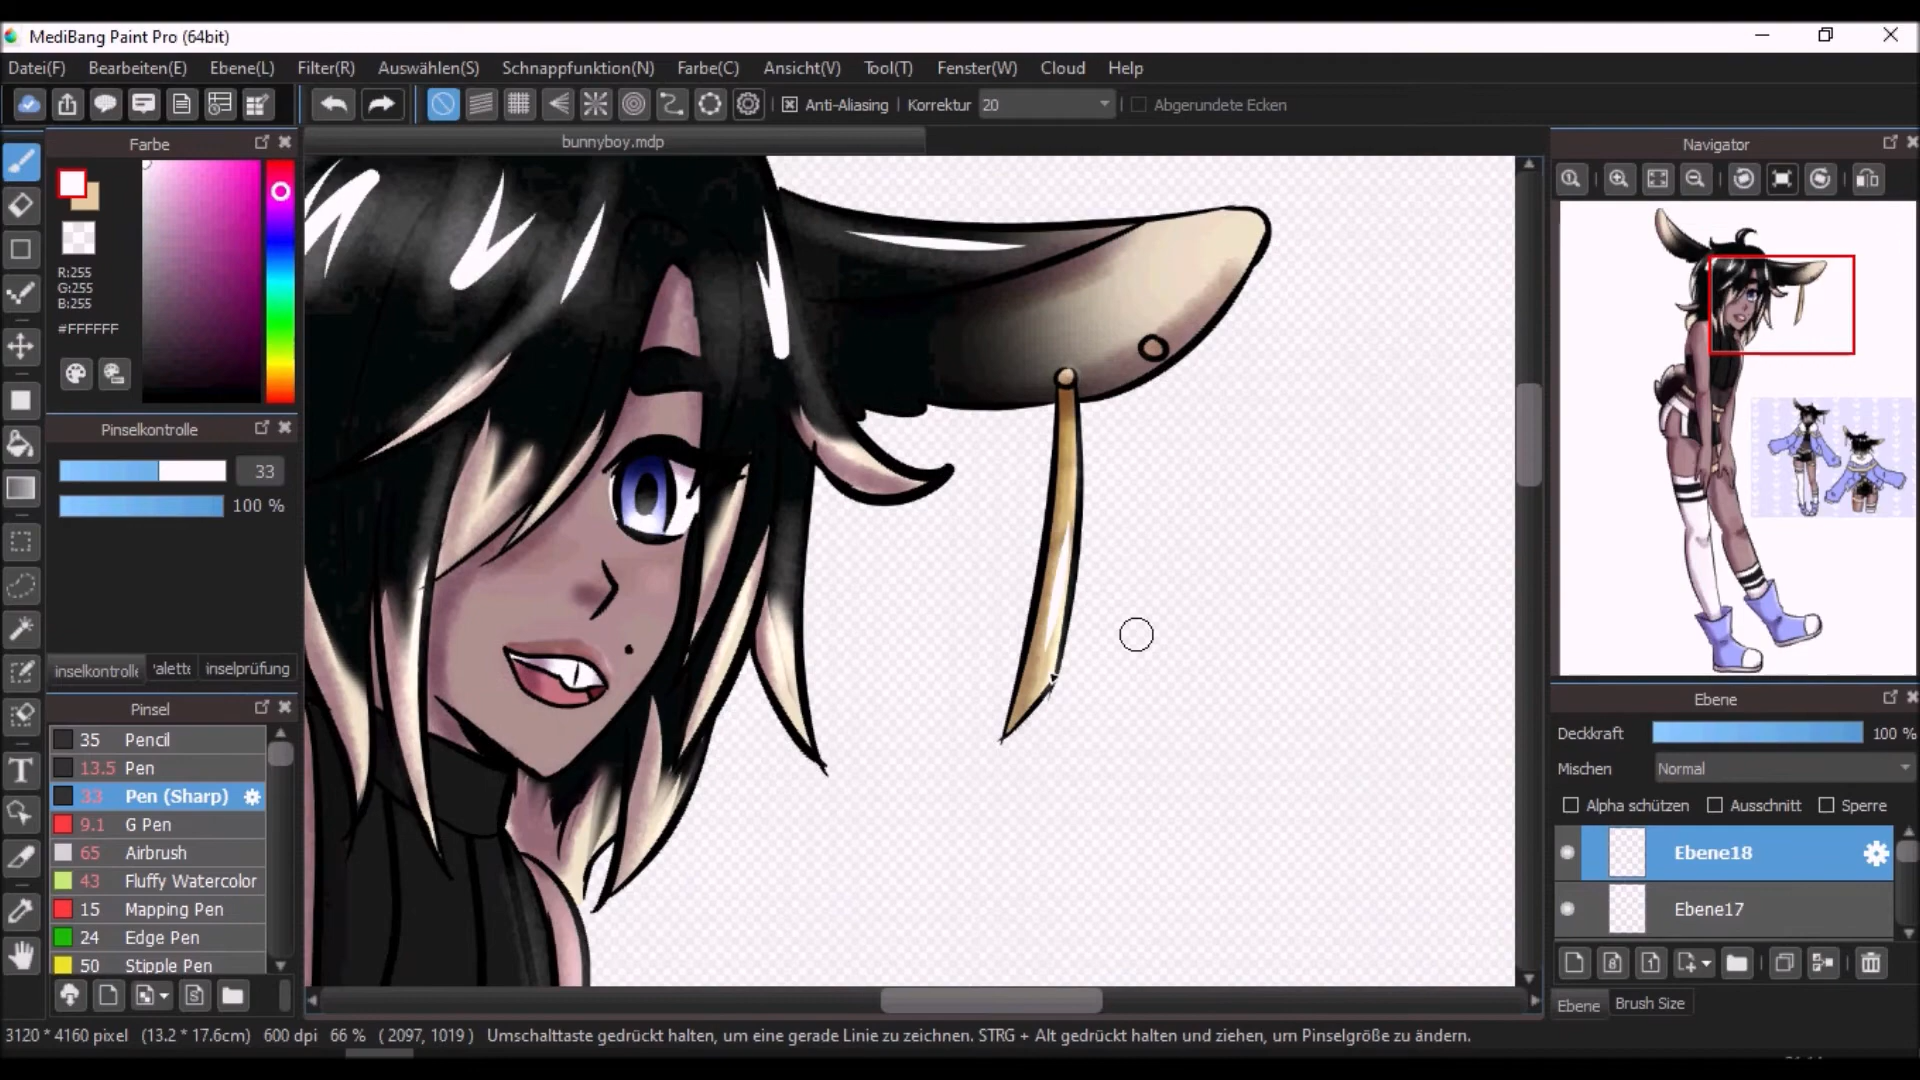 MediBang Paint Pro (64bit)
Datei(F) Bearbeiten(E) Ebene(L) Filter(R) Auswählen(S) Schnappfunktion(N) Farbe(C) Ansicht(V) Tool(T) Fenster(W) Cloud Help
Anti-Aliasing Korrektur 20 Abgerundete Ecken
Farbe
R:255
G:255
B:255
#FFFFFF
Pinselkontrolle
33
100 %
inselkontrolle 'alette inselprüfung
Pinsel
35 Pencil
13.5 Pen
33 Pen (Sharp)
9.1 G Pen
65 Airbrush
43 Fluffy Watercolor
15 Mapping Pen
24 Edge Pen
50 Stipple Pen
bunnyboy.mdp
Navigator
Ebene
Deckkraft 100 %
Mischen Normal
Alpha schützen Ausschnitt Sperre
Ebene18
Ebene17
Ebene Brush Size
3120 * 4160 pixel (13.2 * 17.6cm) 600 dpi 66 % ( 2097, 1019 ) Umschalttaste gedrückt halten, um eine gerade Linie zu zeichnen. STRG + Alt gedrückt halten und ziehen, um Pinselgröße zu ändern.